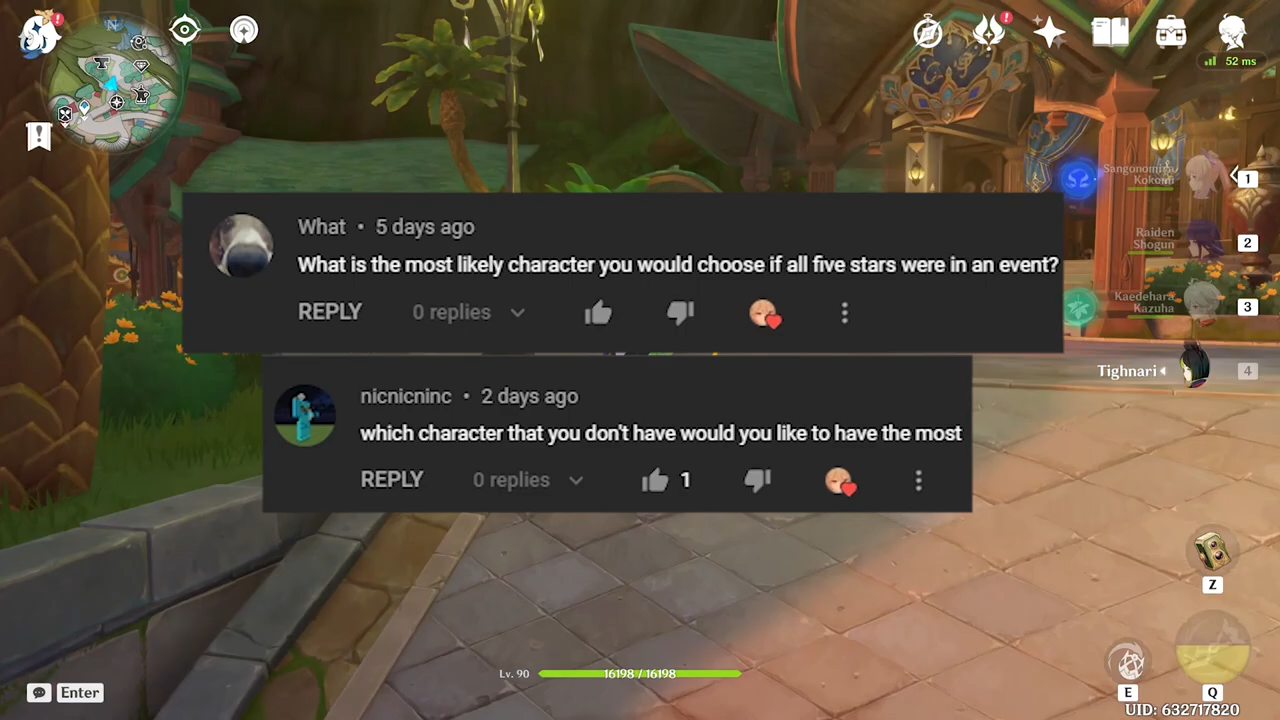 N
52 ms
Sangonomiya
Kokomi
1
Raiden
Shogun
2
Kaedehara
Kazuha
3
Tighnari
4
What • 5 days ago
What is the most likely character you would choose if all five stars were in an event?
REPLY 0 replies
nicnicninc • 2 days ago
which character that you don't have would you like to have the most
REPLY 0 replies 1
Z
Lv. 90 16198 / 16198
Enter
E Q
UID: 632717820